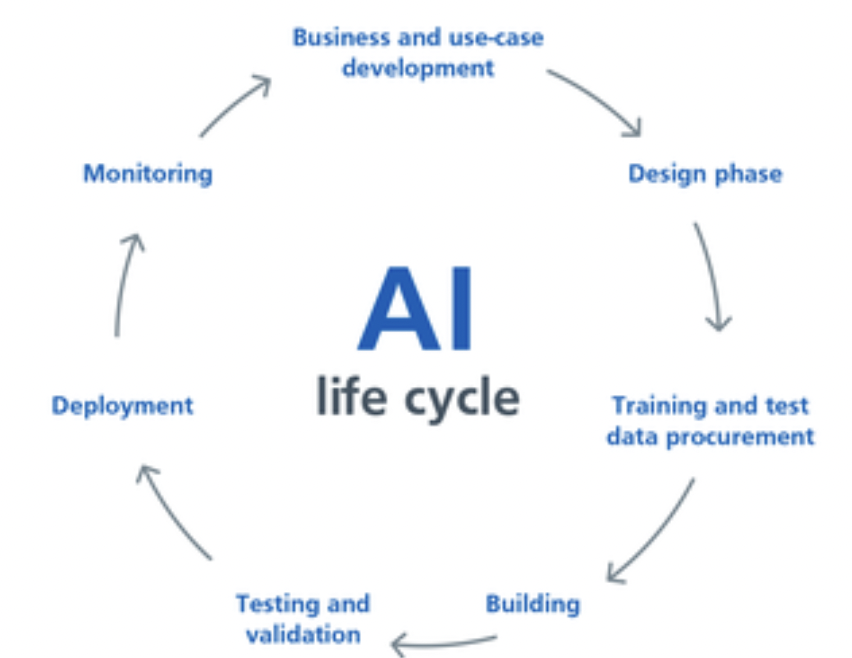 Business and use-case
development
Design phase
Training and test
data procurement
Building
Testing and
validation
Deployment
Monitoring
AI
life cycle